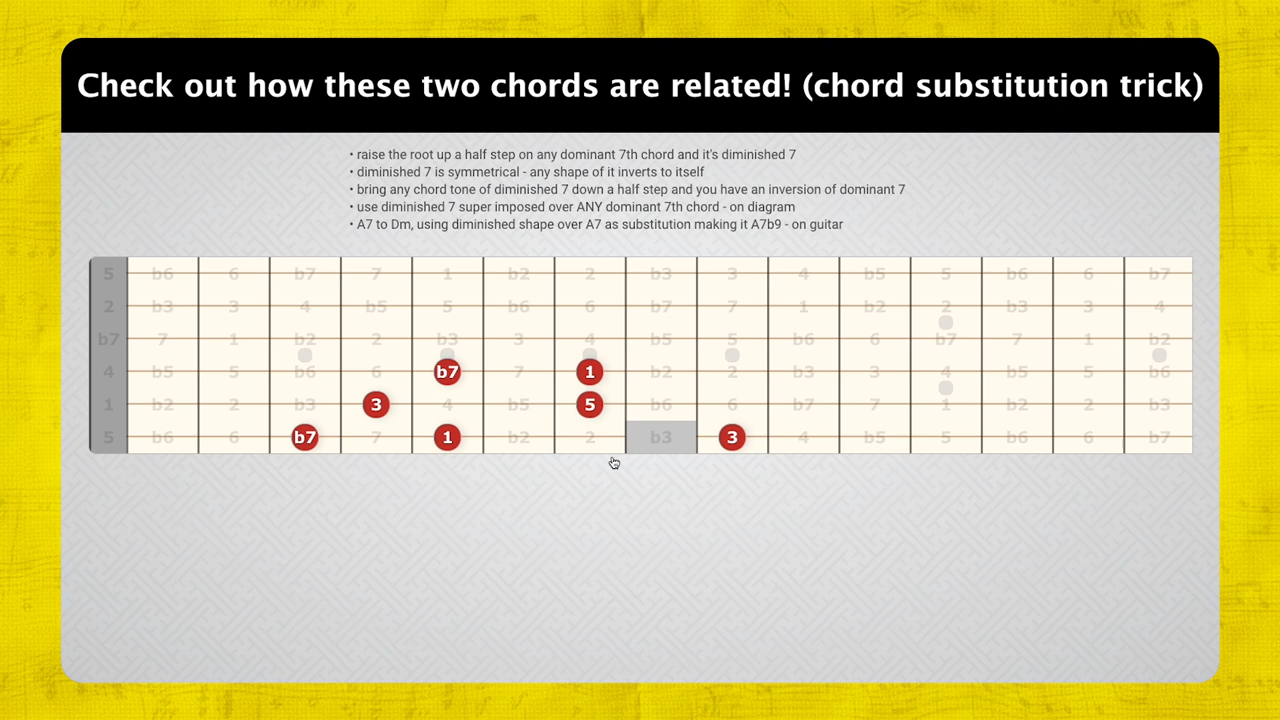 Check out how these two chords are related! (chord substitution trick)
• raise the root up a half step on any dominant 7th chord and it's diminished 7
• diminished 7 is symmetrical - any shape of it inverts to itself
• bring any chord tone of diminished 7 down a half step and you have an inversion of dominant 7
• use diminished 7 super imposed over ANY dominant 7th chord - on diagram
• A7 to Dm, using diminished shape over A7 as substitution making it A7b9 - on guitar
5 b6 6 b7 7 1 b2 2 b3 3 4 b5 5 b6 6 b7
2 b3 3 4 b5 5 b6 6 b7 7 1 b2 2 b3 3 4
b7 7 1 b2 2 b3 3 4 b5 5 b6 6 b7 7 1 b2
4 b5 5 b6 6 b7 7 1 b2 2 b3 3 4 b5 5 b6
1 b2 2 b3 3 4 b5 5 b6 6 b7 7 1 b2 2 b3
5 b6 6 b7 7 1 b2 2 b3 3 4 b5 5 b6 6 b7